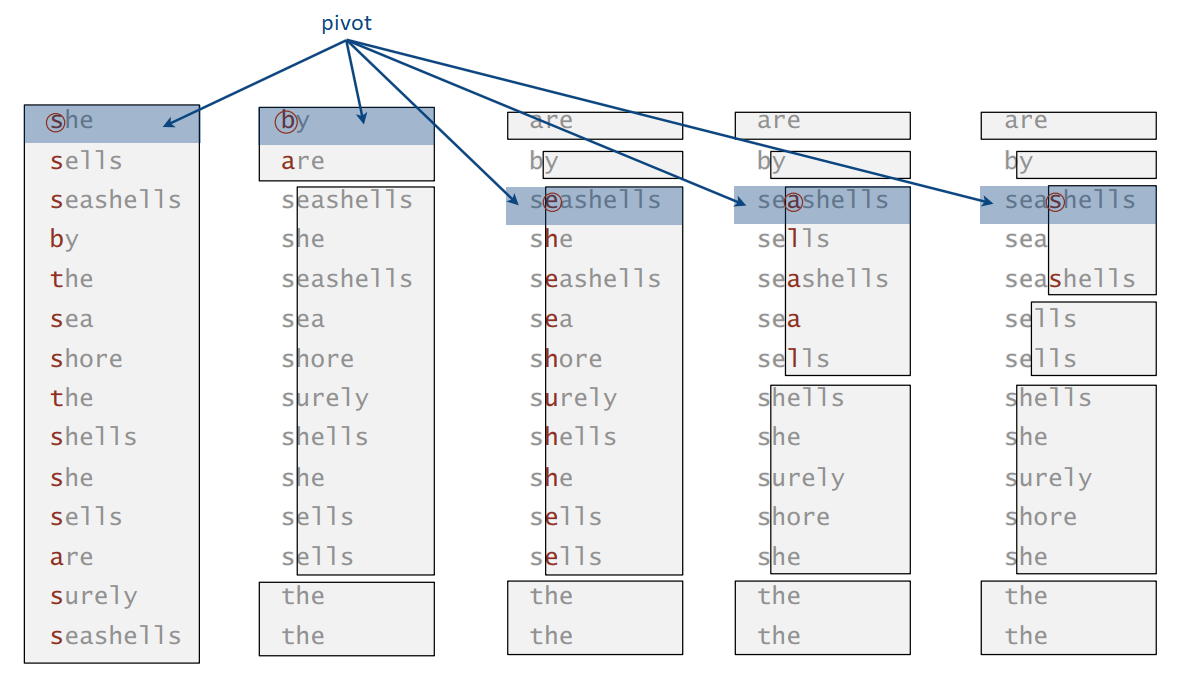 pivot
she by are are are
sells are by by by
seashells seashells seashells seashells seashells
by she she sells sea
the seashells seashells seashells seashells
sea sea sea sea sells
shore shore shore sells sells
the surely surely shells shells
shells shells shells she she
she she she surely surely
sells sells sells shore shore
are sells sells she she
surely the the the the
seashells the the the the